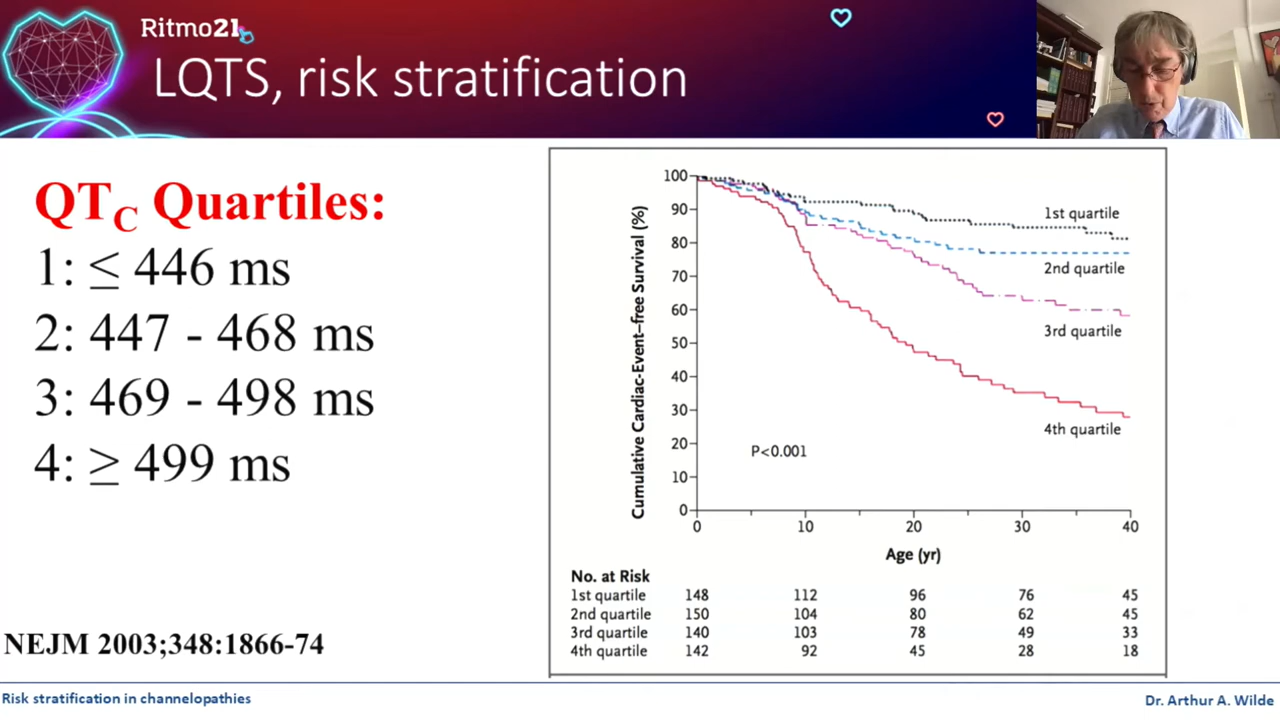 Ritmo21
LQTS, risk stratification
QTC Quartiles:
1: ≤ 446 ms
2: 447 - 468 ms
3: 469 - 498 ms
4: ≥ 499 ms
NEJM 2003;348:1866-74
Cumulative Cardiac-Event–free Survival (%)
100
90
80
70
60
50
40
30
20
10
0
1st quartile
2nd quartile
3rd quartile
4th quartile
P<0.001
0 10 20 30 40
Age (yr)
No. at Risk
1st quartile 148 112 96 76 45
2nd quartile 150 104 80 62 45
3rd quartile 140 103 78 49 33
4th quartile 142 92 45 28 18
Risk stratification in channelopathies
Dr. Arthur A. Wilde